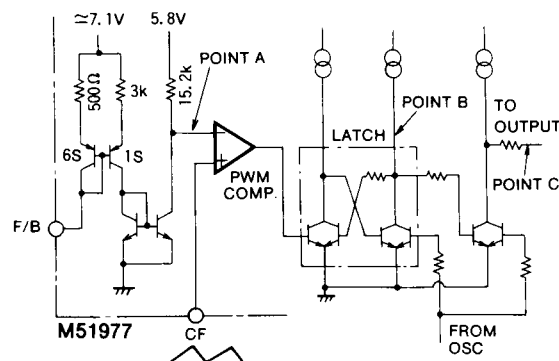 ≃7.1V
5.8V
500Ω
3k
15.2k
POINT A
POINT B
LATCH
TO
OUTPUT
POINT C
6S
1S
PWM
COMP.
F/B
M51977
CF
FROM
OSC